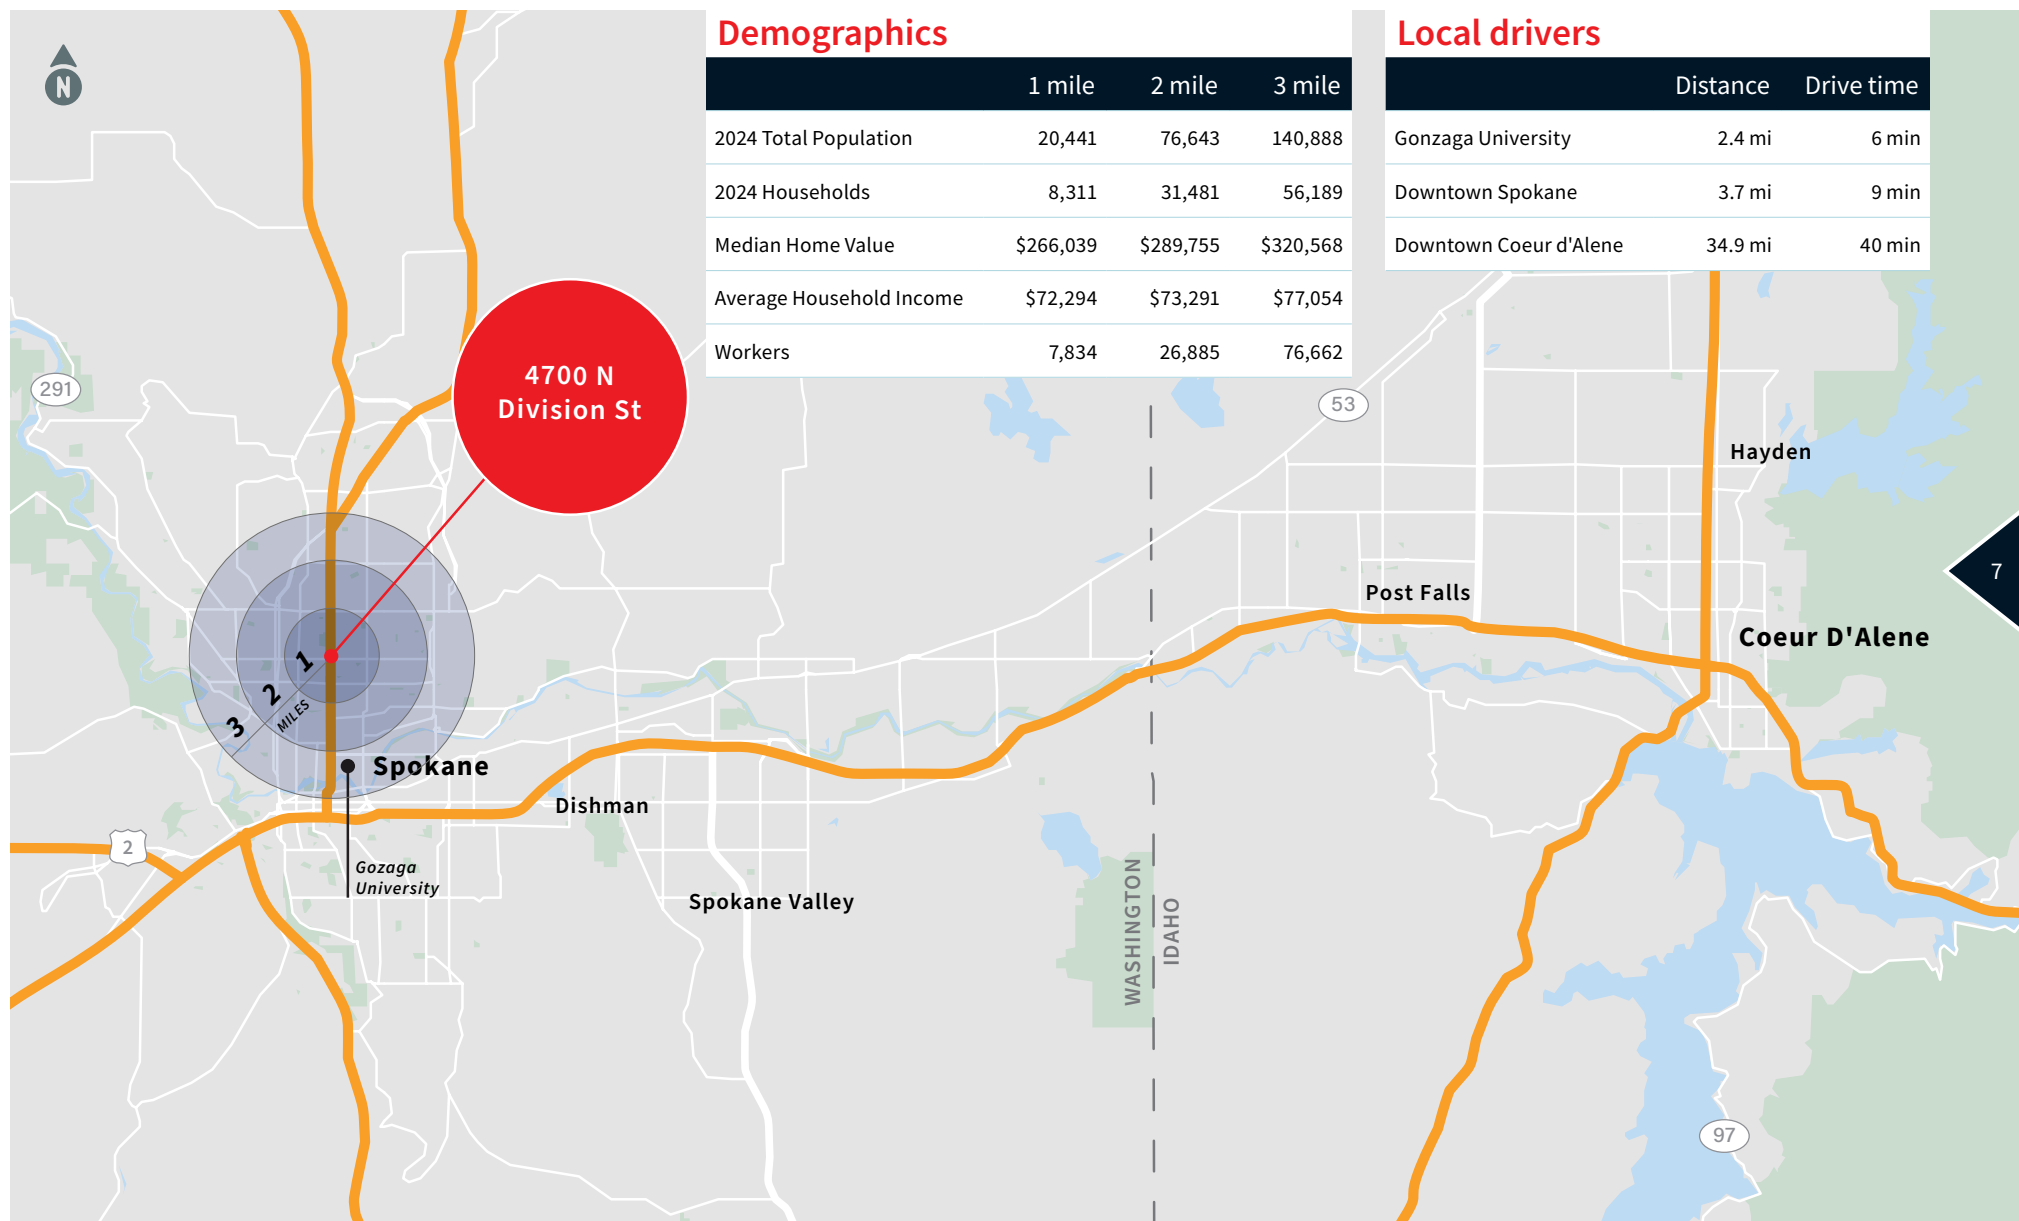 Demographics
1 mile 2 mile 3 mile
2024 Total Population 20,441 76,643 140,888
2024 Households 8,311 31,481 56,189
Median Home Value $266,039 $289,755 $320,568
Average Household Income $72,294 $73,291 $77,054
Workers 7,834 26,885 76,662
Local drivers
Distance Drive time
Gonzaga University 2.4 mi 6 min
Downtown Spokane 3.7 mi 9 min
Downtown Coeur d'Alene 34.9 mi 40 min
N
291
4700 N
Division St
53
Hayden
Post Falls
7
Coeur D'Alene
1
2
3
MILES
Spokane
Dishman
2
Gozaga
University
Spokane Valley
WASHINGTON
IDAHO
97